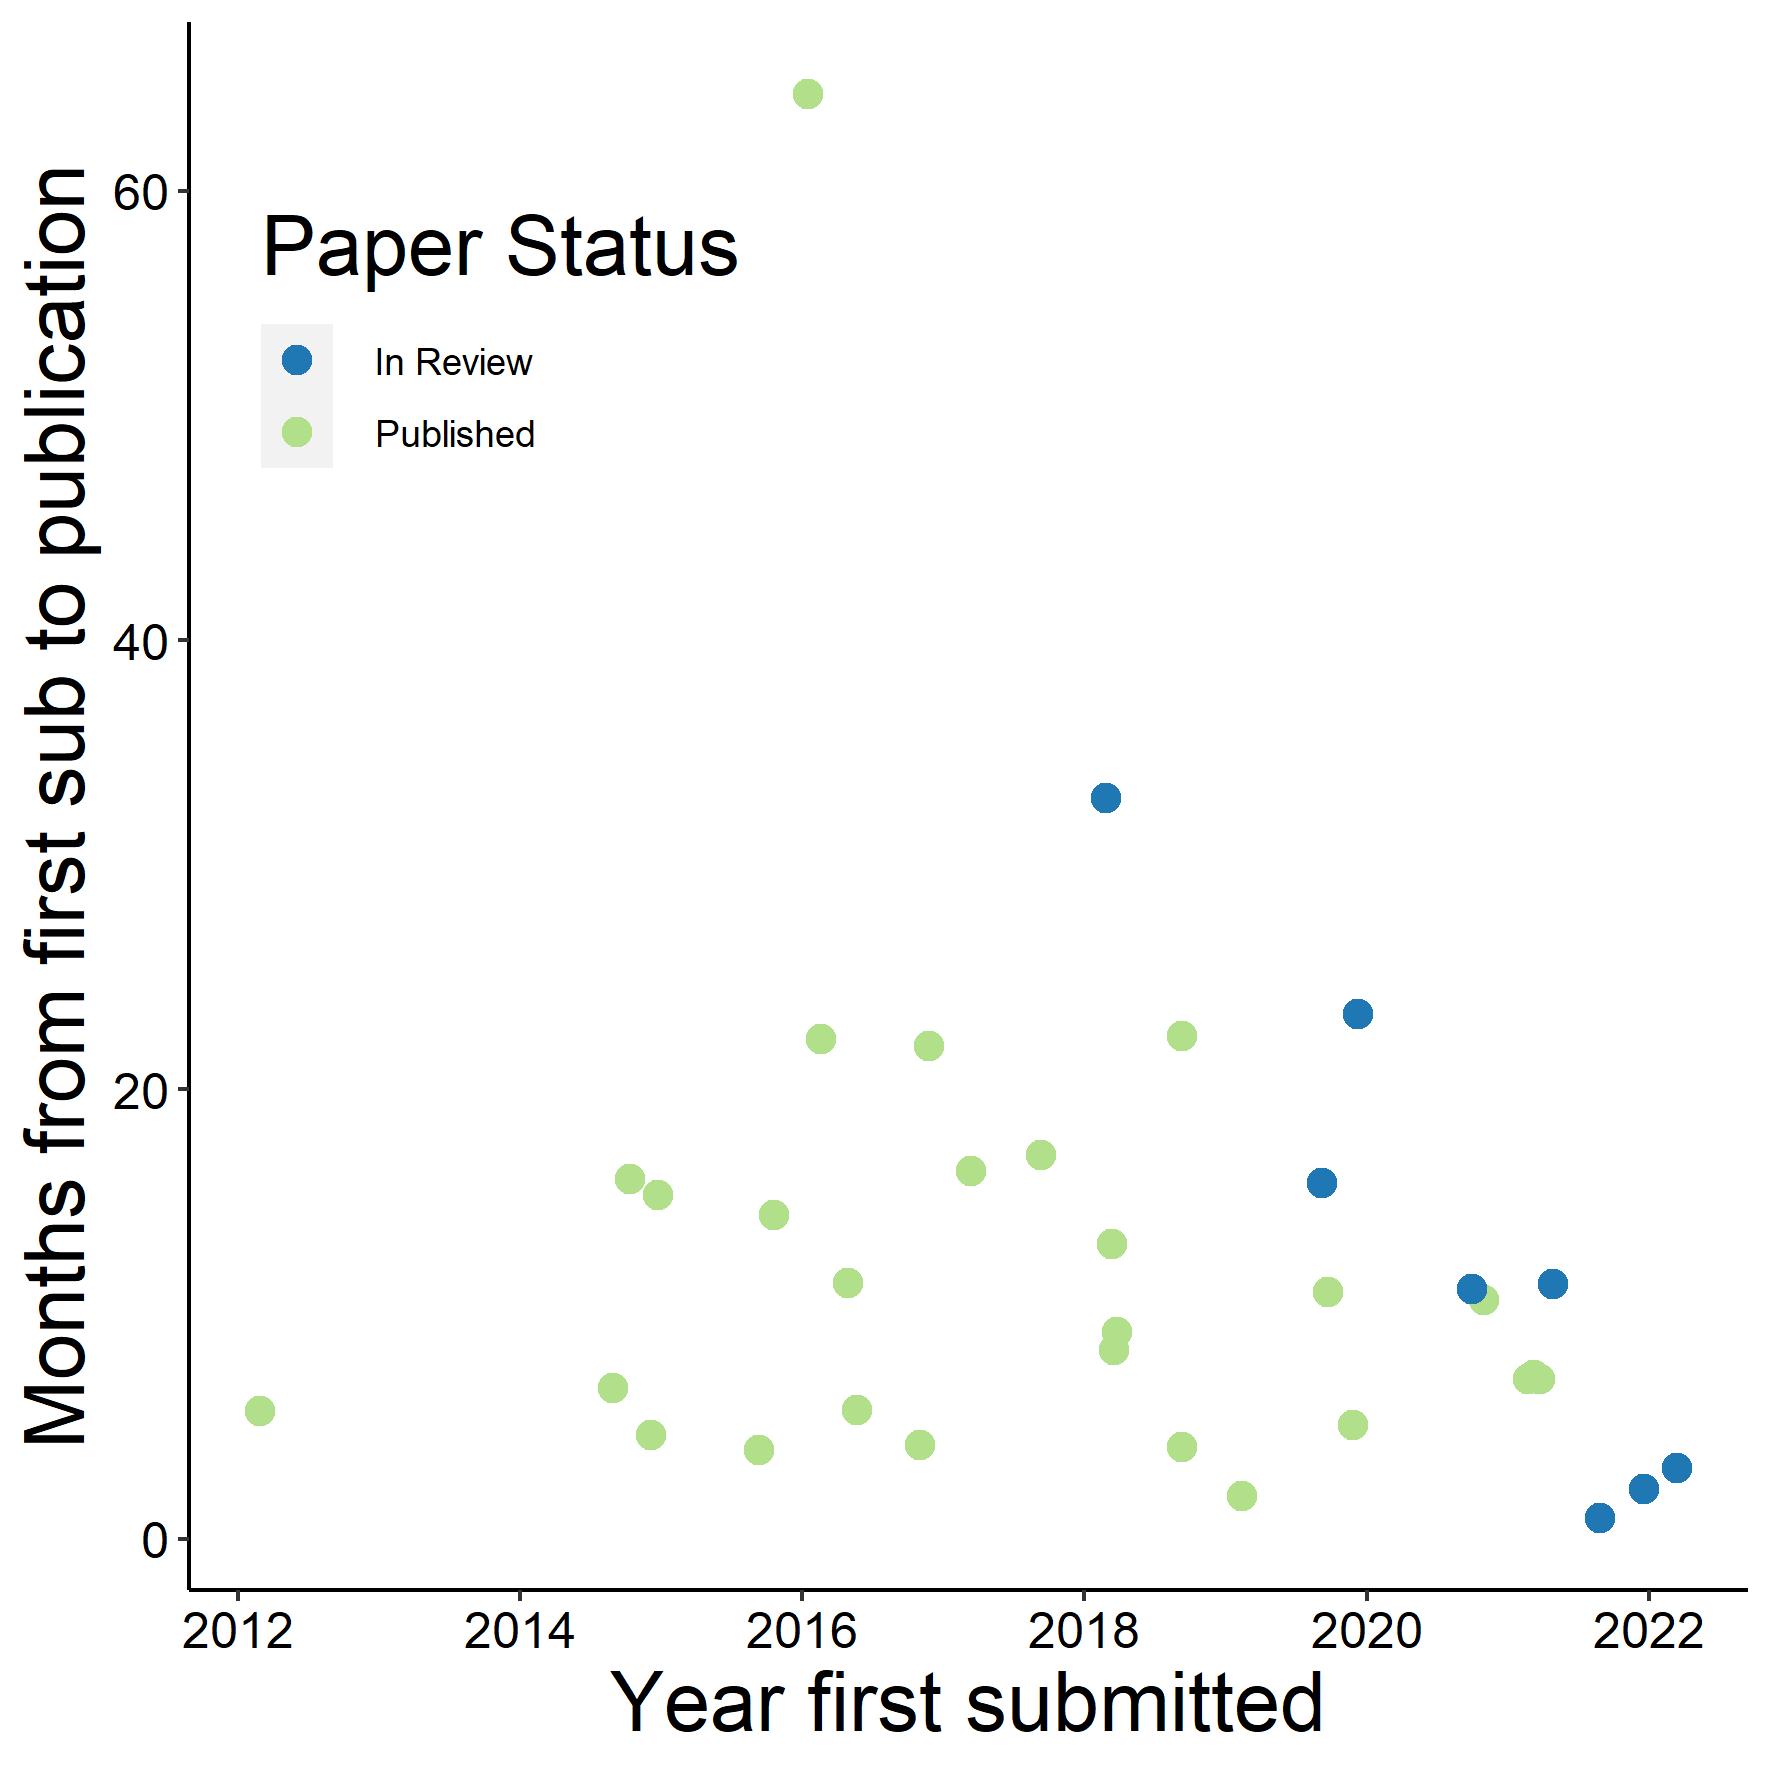 Months from first sub to publication
60
40
20
0
Paper Status
In Review
Published
2012 2014 2016 2018 2020 2022
Year first submitted